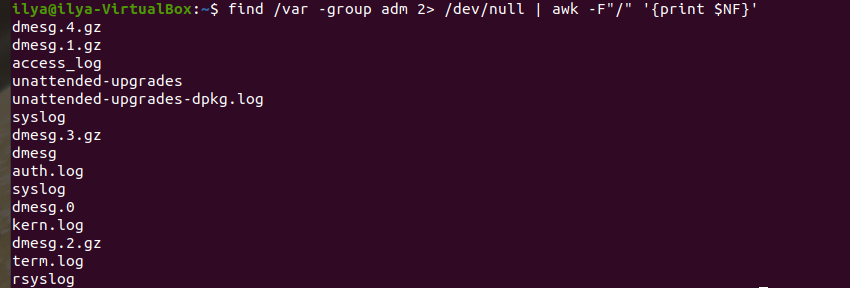 ilya@ilya-VirtualBox:~$ find /var -group adm 2> /dev/null | awk -F"/" '{print $NF}'
dmesg.4.gz
dmesg.1.gz
access_log
unattended-upgrades
unattended-upgrades-dpkg.log
syslog
dmesg.3.gz
dmesg
auth.log
syslog
dmesg.0
kern.log
dmesg.2.gz
term.log
rsyslog